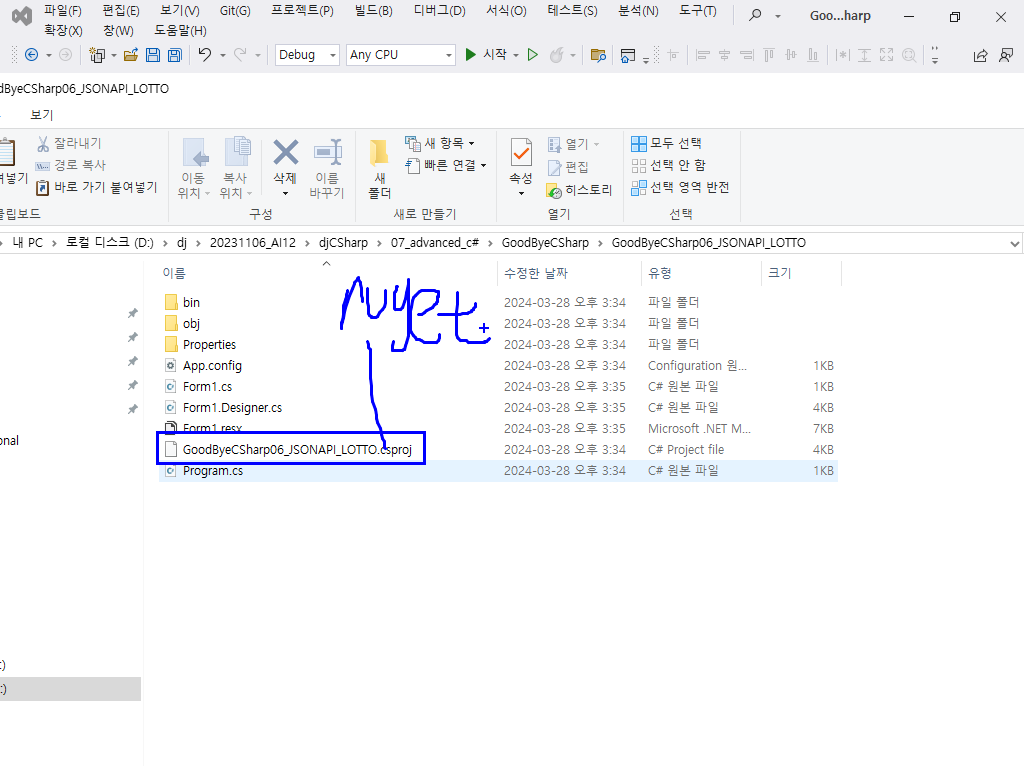 파일(F) 편집(E) 보기(V) Git(G) 프로젝트(P) 빌드(B) 디버그(D) 서식(O) 테스트(S) 분석(N) 도구(T) Goo...harp
확장(X) 창(W) 도움말(H)
Debug Any CPU 시작
dByeCSharp06_JSONAPI_LOTTO
보기
잘라내기
경로 복사
바로 가기 붙여넣기
여넣기
클립보드
이동 위치
복사 위치
삭제
이름 바꾸기
구성
새 폴더
새 항목
빠른 연결
새로 만들기
속성
열기
편집
히스토리
열기
모두 선택
선택 안 함
선택 영역 반전
선택
내 PC › 로컬 디스크 (D:) › dj › 20231106_AI12 › djCSharp › 07_advanced_c# › GoodByeCSharp › GoodByeCSharp06_JSONAPI_LOTTO
이름 수정한 날짜 유형 크기
nuget
bin 2024-03-28 오후 3:34 파일 폴더
obj 2024-03-28 오후 3:34 파일 폴더
Properties 2024-03-28 오후 3:34 파일 폴더
App.config 2024-03-28 오후 3:34 Configuration 원... 1KB
Form1.cs 2024-03-28 오후 3:35 C# 원본 파일 1KB
Form1.Designer.cs 2024-03-28 오후 3:35 C# 원본 파일 4KB
Form1.resx 2024-03-28 오후 3:35 Microsoft .NET M... 7KB
GoodByeCSharp06_JSONAPI_LOTTO.csproj 2024-03-28 오후 3:34 C# Project file 4KB
Program.cs 2024-03-28 오후 3:34 C# 원본 파일 1KB
onal
:)
:)